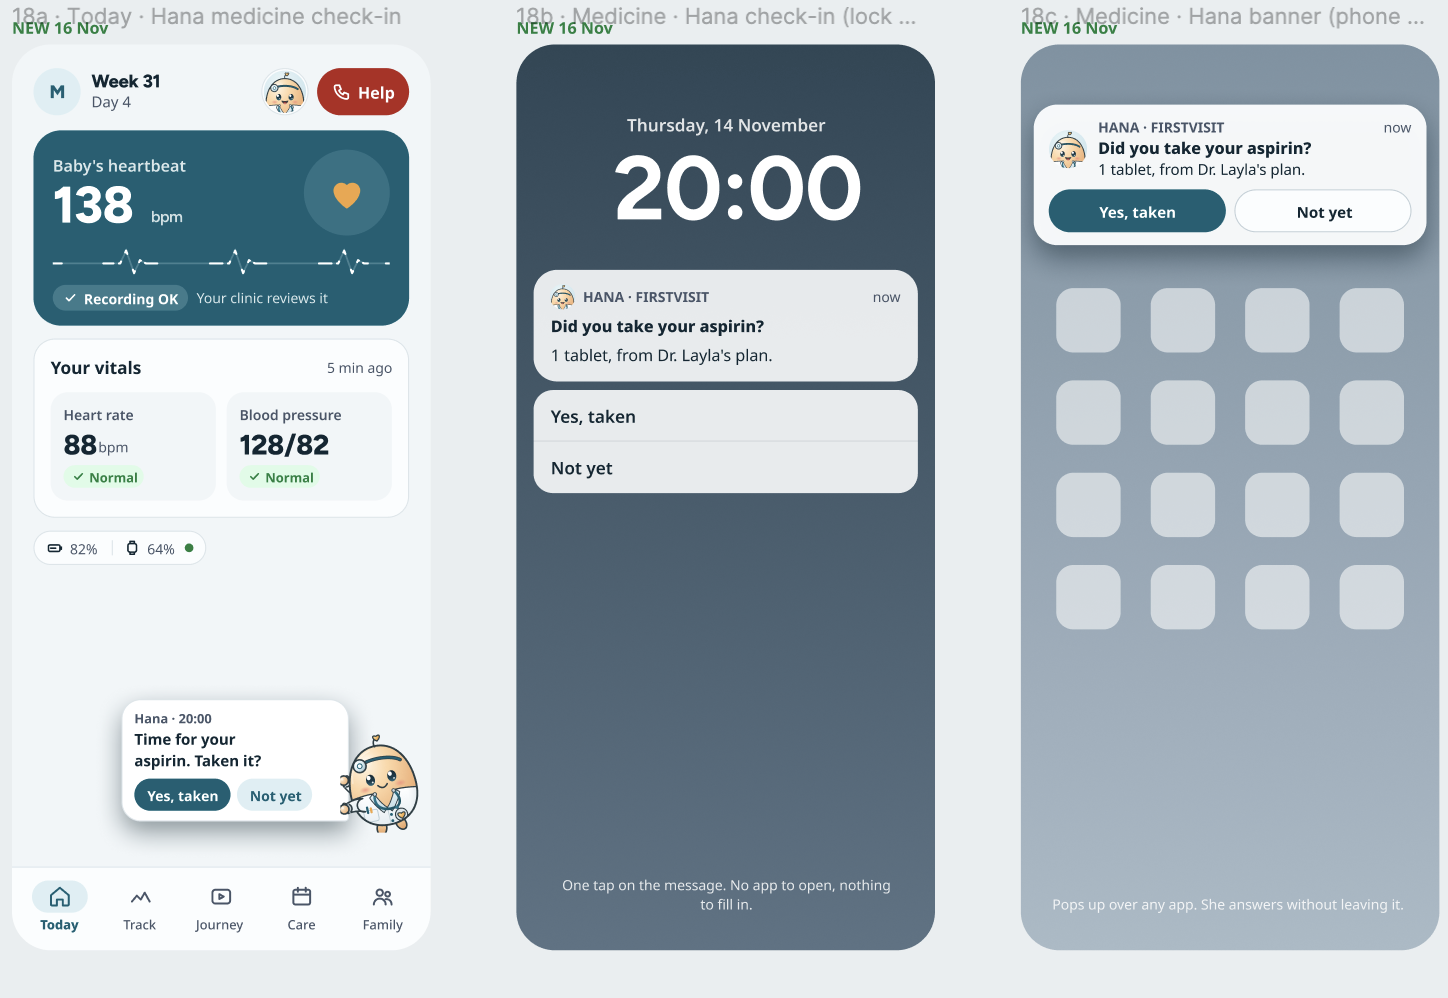 18a · Today · Hana medicine check-in
NEW 16 Nov
M
Week 31
Day 4
Help
Baby's heartbeat
138 bpm
Recording OK
Your clinic reviews it
Your vitals
5 min ago
Heart rate
88 bpm
Normal
Blood pressure
128/82
Normal
82%
64%
Hana · 20:00
Time for your
aspirin. Taken it?
Yes, taken
Not yet
Today
Track
Journey
Care
Family
18b · Medicine · Hana check-in (lock ...
NEW 16 Nov
Thursday, 14 November
20:00
HANA · FIRSTVISIT
now
Did you take your aspirin?
1 tablet, from Dr. Layla's plan.
Yes, taken
Not yet
One tap on the message. No app to open, nothing
to fill in.
18c · Medicine · Hana banner (phone ...
NEW 16 Nov
HANA · FIRSTVISIT
now
Did you take your aspirin?
1 tablet, from Dr. Layla's plan.
Yes, taken
Not yet
Pops up over any app. She answers without leaving it.